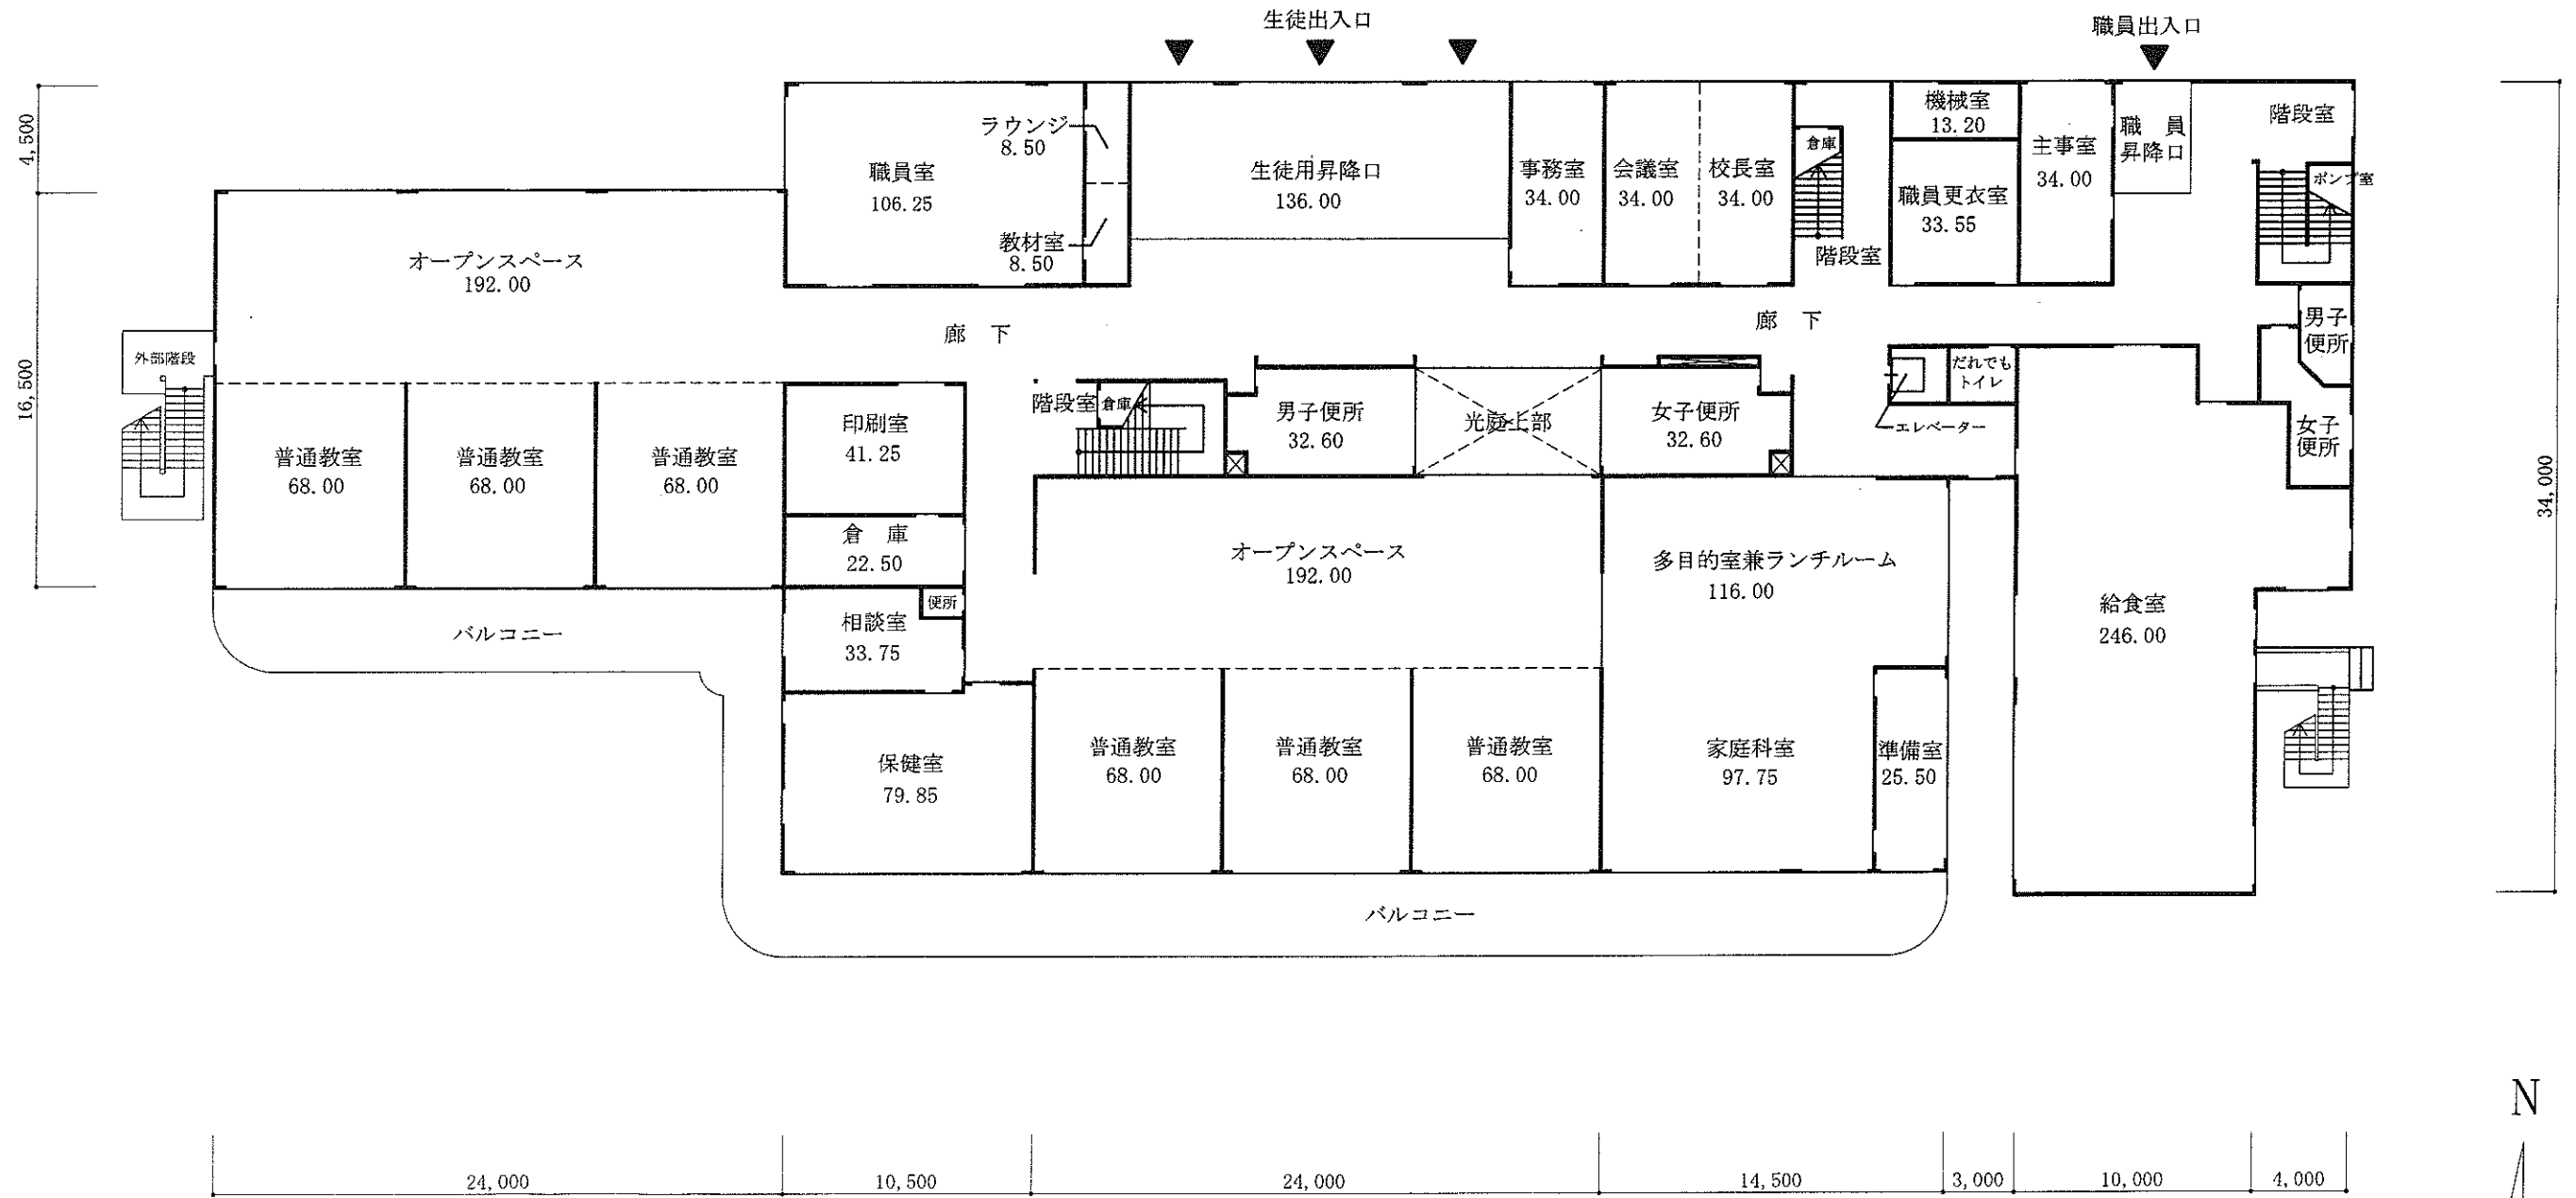 生徒出入口
職員出入口
4,500
16,500
34,000
ラウンジ
8.50
職員室
106.25
教材室
8.50
生徒用昇降口
136.00
事務室
34.00
会議室
34.00
校長室
34.00
倉庫
階段室
機械室
13.20
職員更衣室
33.55
主事室
34.00
職 員
昇降口
階段室
ポンプ室
オープンスペース
192.00
廊 下
廊 下
男子
便所
外部階段
だれでも
トイレ
エレベーター
女子
便所
普通教室
68.00
普通教室
68.00
普通教室
68.00
印刷室
41.25
階段室
倉庫
男子便所
32.60
光庭上部
女子便所
32.60
倉 庫
22.50
オープンスペース
192.00
多目的室兼ランチルーム
116.00
給食室
246.00
便所
相談室
33.75
バルコニー
保健室
79.85
普通教室
68.00
普通教室
68.00
普通教室
68.00
家庭科室
97.75
準備室
25.50
バルコニー
N
24,000
10,500
24,000
14,500
3,000
10,000
4,000